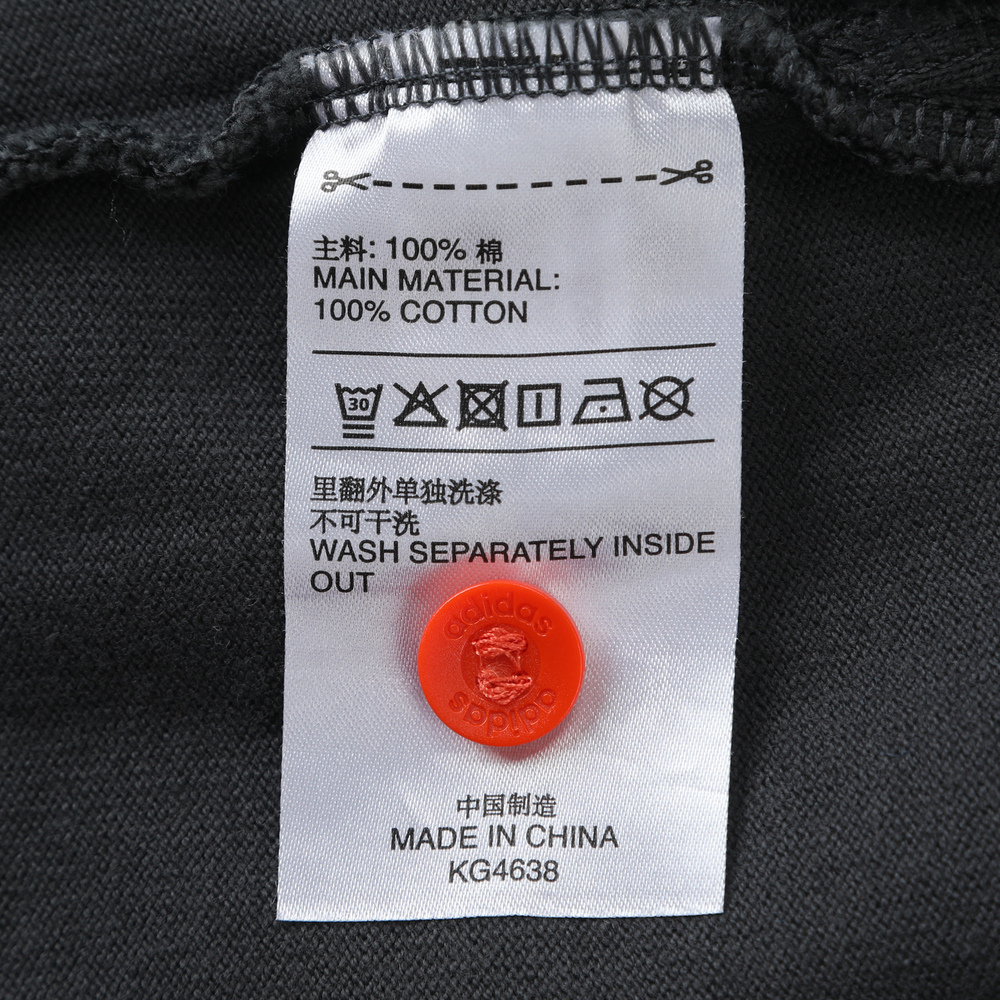 主料: 100% 棉
MAIN MATERIAL:
100% COTTON
30
里翻外单独洗涤
不可干洗
WASH SEPARATELY INSIDE
OUT
adidas
adidas
中国制造
MADE IN CHINA
KG4638